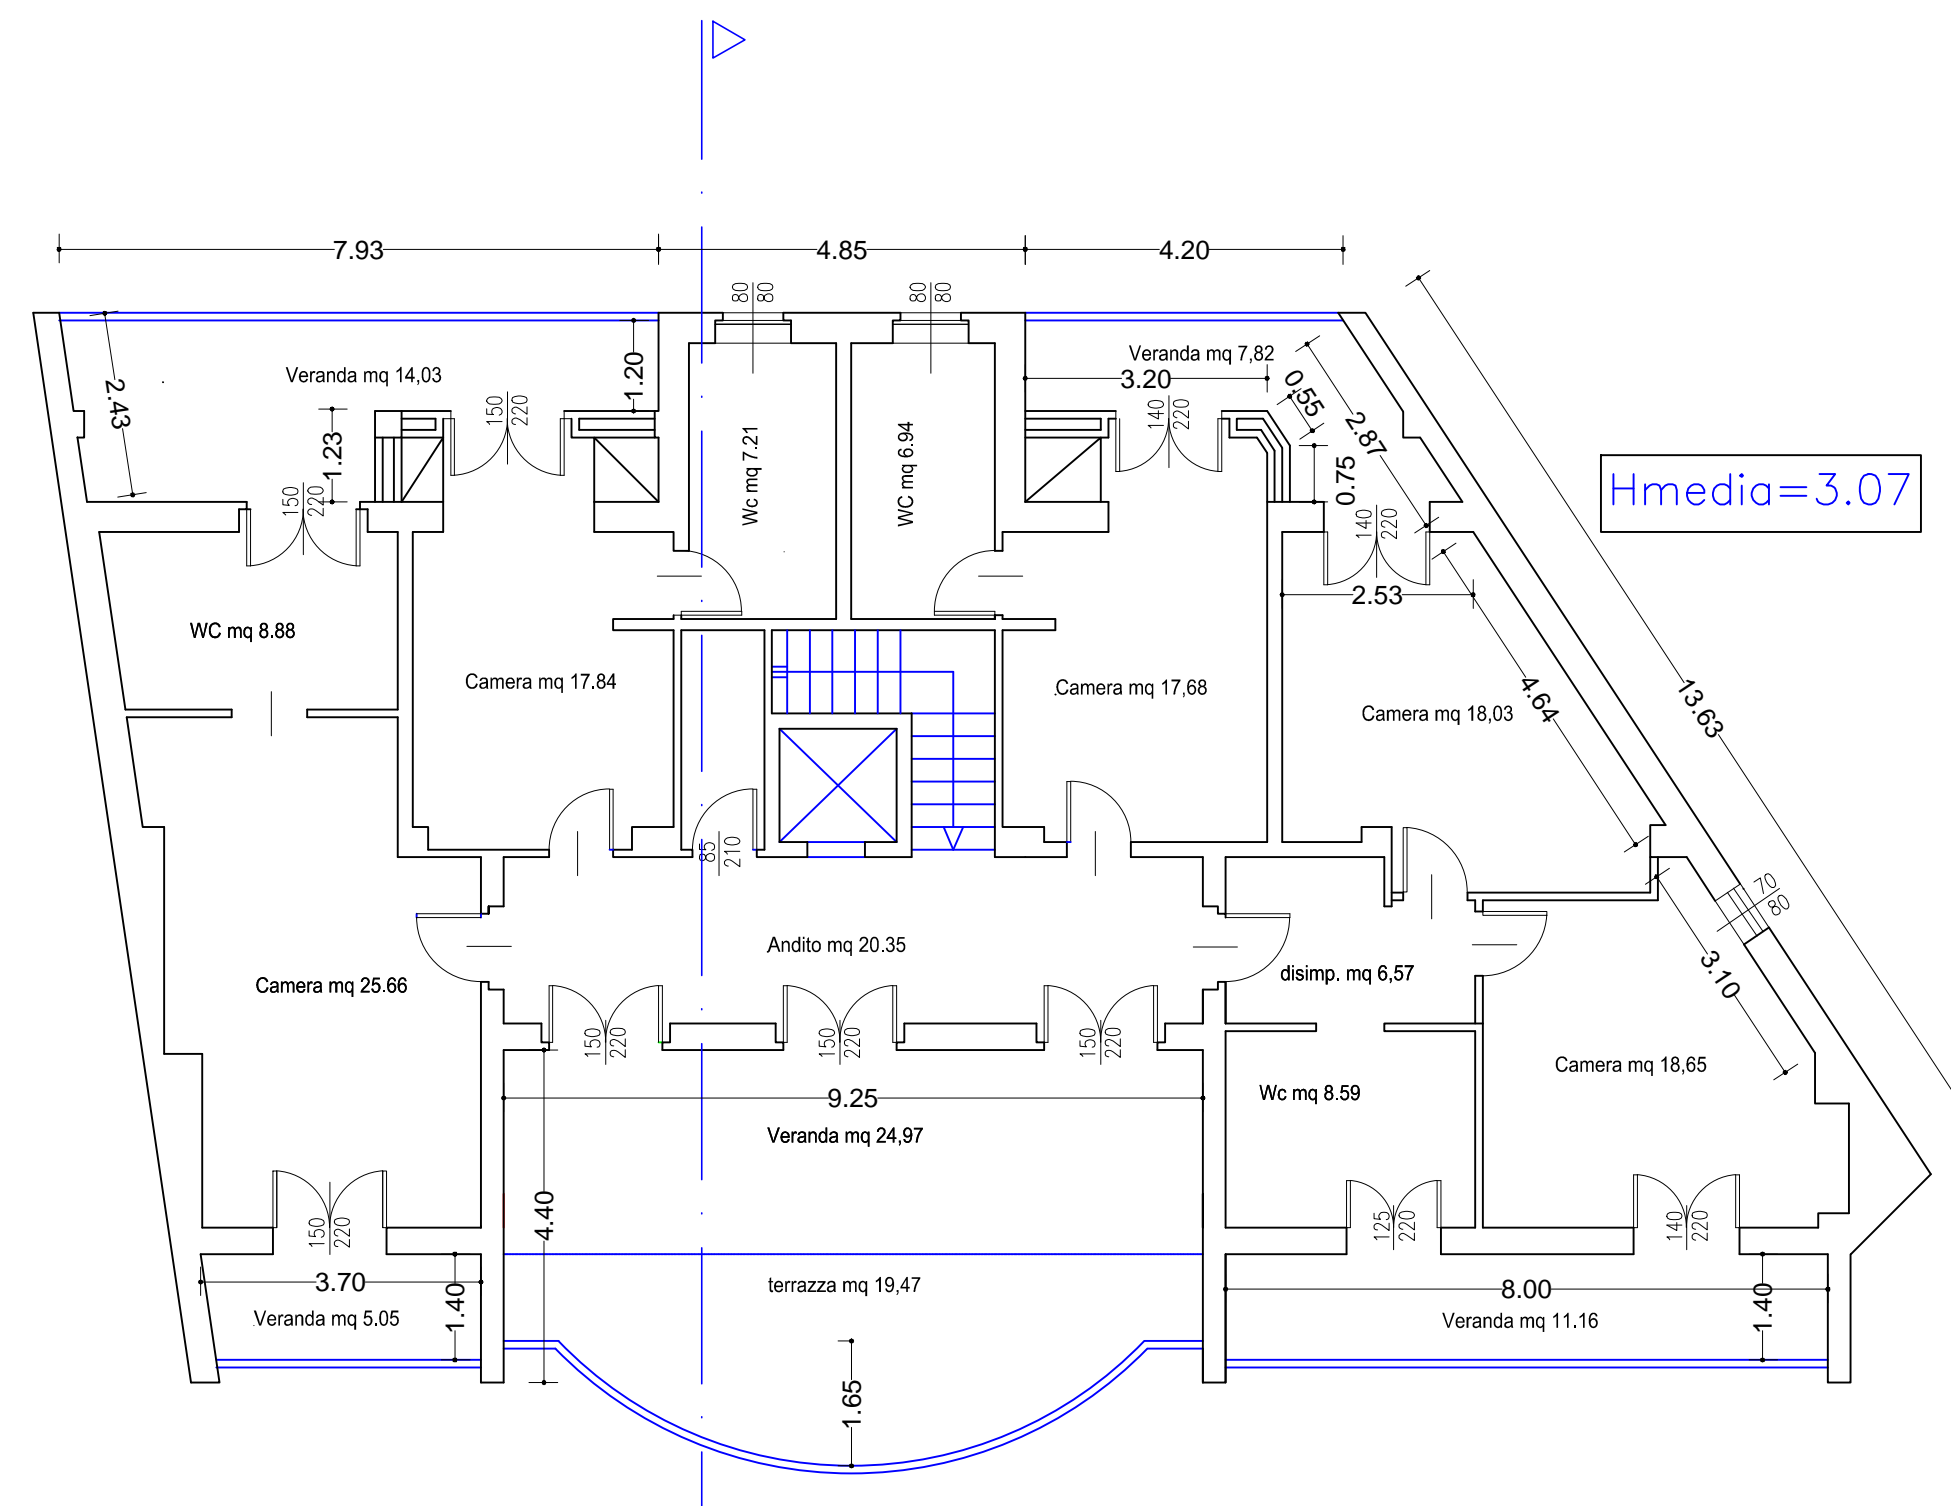 7.93
4.85
4.20
80
80
80
80
Veranda mq 14,03
2.43
1.20
1.23
150
220
150
220
Wc mq 7.21
WC mq 6.94
Veranda mq 7,82
3.20
0.55
2.87
0.75
140
220
140
220
Hmedia=3.07
2.53
WC mq 8.88
Camera mq 17.84
Camera mq 17,68
Camera mq 18,03
4.64
13.63
85
210
70
80
3.10
Andito mq 20.35
Camera mq 25.66
disimp. mq 6,57
150
220
150
220
150
220
Camera mq 18,65
Wc mq 8.59
9.25
Veranda mq 24,97
4.40
150
220
125
220
140
220
3.70
1.40
terrazza mq 19,47
8.00
1.40
Veranda mq 5.05
Veranda mq 11.16
1.65